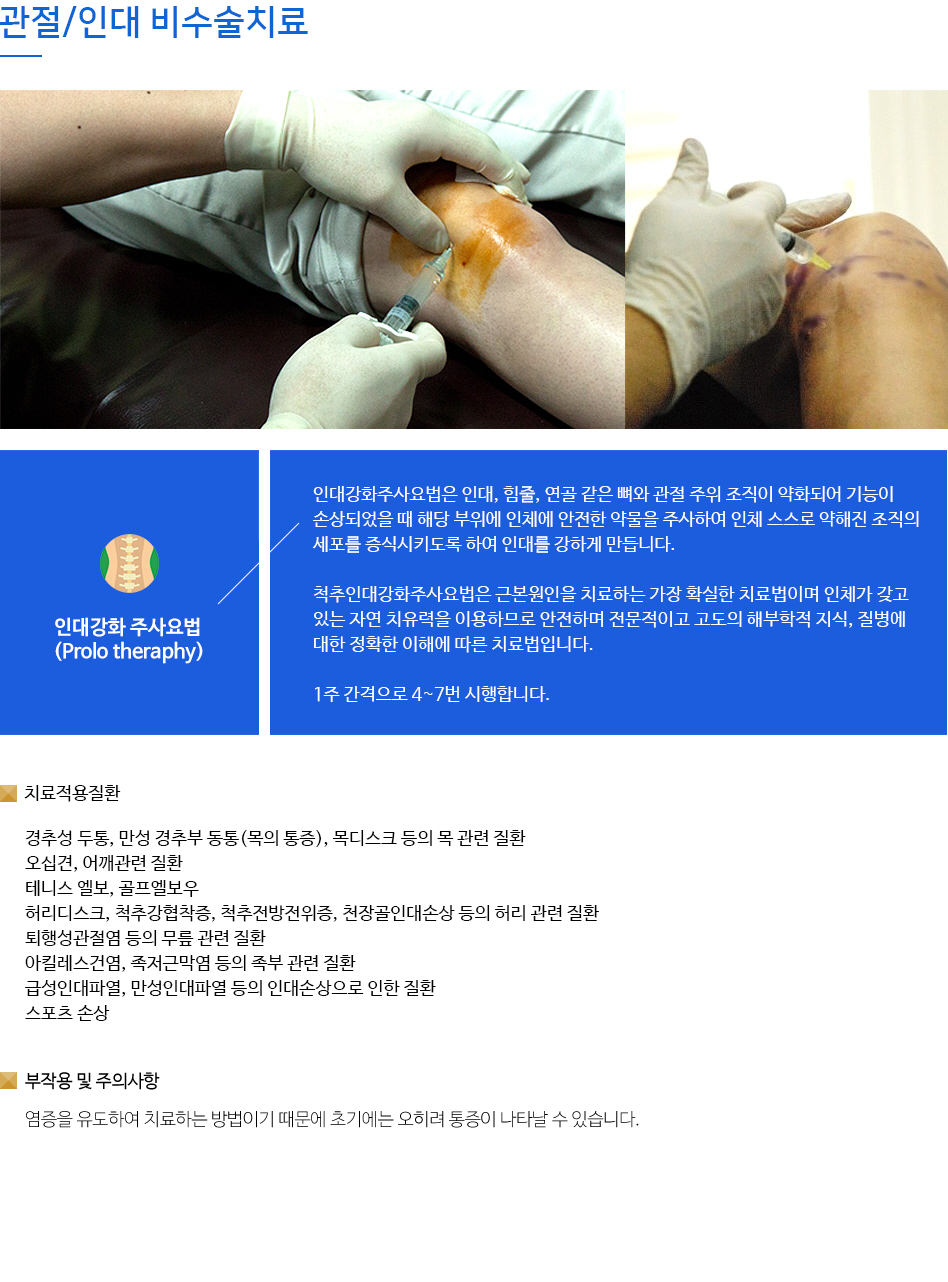 관절/인대 비수술치료
인대강화 주사요법
(Prolo theraphy)
인대강화주사요법은 인대, 힘줄, 연골 같은 뼈와 관절 주위 조직이 약화되어 기능이
손상되었을 때 해당 부위에 인체에 안전한 약물을 주사하여 인체 스스로 약해진 조직의
세포를 증식시키도록 하여 인대를 강하게 만듭니다.
척추인대강화주사요법은 근본원인을 치료하는 가장 확실한 치료법이며 인체가 갖고
있는 자연 치유력을 이용하므로 안전하며 전문적이고 고도의 해부학적 지식, 질병에
대한 정확한 이해에 따른 치료법입니다.
1주 간격으로 4~7번 시행합니다.
치료적용질환
경추성 두통, 만성 경추부 동통(목의 통증), 목디스크 등의 목 관련 질환
오십견, 어깨관련 질환
테니스 엘보, 골프엘보우
허리디스크, 척추강협착증, 척추전방전위증, 천장골인대손상 등의 허리 관련 질환
퇴행성관절염 등의 무릎 관련 질환
아킬레스건염, 족저근막염 등의 족부 관련 질환
급성인대파열, 만성인대파열 등의 인대손상으로 인한 질환
스포츠 손상
부작용 및 주의사항
염증을 유도하여 치료하는 방법이기 때문에 초기에는 오히려 통증이 나타날 수 있습니다.